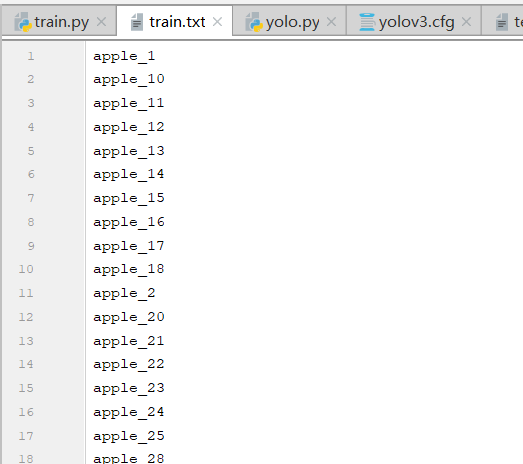 train.py train.txt yolo.py yolov3.cfg te
1 apple_1
2 apple_10
3 apple_11
4 apple_12
5 apple_13
6 apple_14
7 apple_15
8 apple_16
9 apple_17
10 apple_18
11 apple_2
12 apple_20
13 apple_21
14 apple_22
15 apple_23
16 apple_24
17 apple_25
18 apple_28